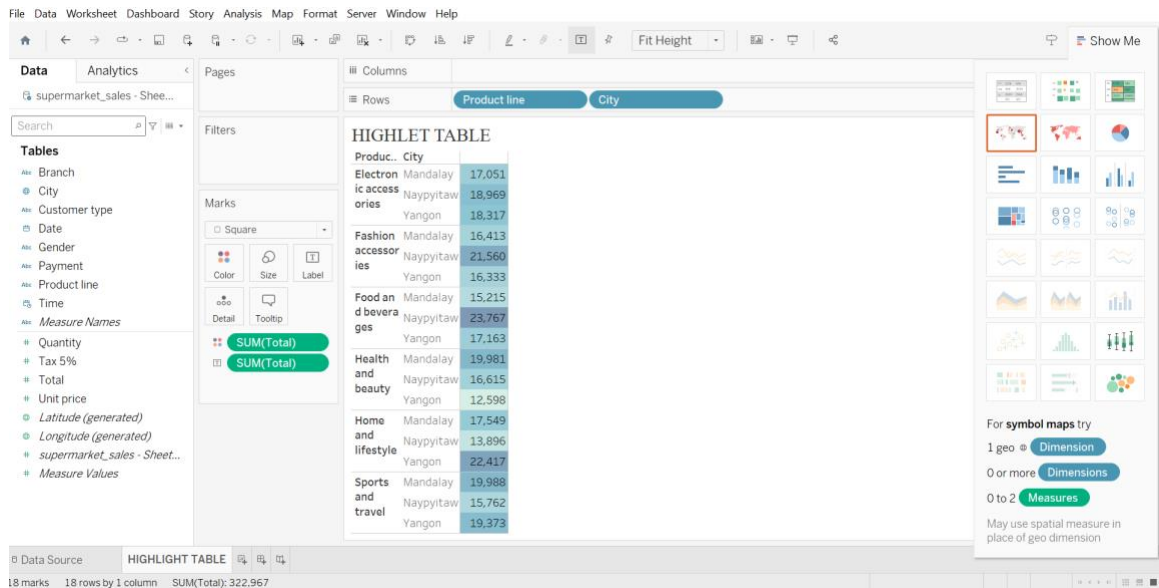 File Data Worksheet Dashboard Story Analysis Map Format Server Window Help
Fit Height
Show Me
Data Analytics
supermarket_sales - Shee...
Search
Tables
Abc Branch
City
Abc Customer type
Date
Abc Gender
Abc Payment
Abc Product line
Time
Abc Measure Names
# Quantity
# Tax 5%
# Total
# Unit price
Latitude (generated)
Longitude (generated)
# supermarket_sales - Sheet...
# Measure Values
Pages
Filters
Marks
Square
Color Size Label
Detail Tooltip
SUM(Total)
SUM(Total)
Columns
Rows Product line City
HIGHLET TABLE
Produc.. City
Electron Mandalay 17,051
ic access Naypyitaw 18,969
ories Yangon 18,317
Fashion Mandalay 16,413
accessor Naypyitaw 21,560
ies Yangon 16,333
Food an Mandalay 15,215
d bevera Naypyitaw 23,767
ges Yangon 17,163
Health Mandalay 19,981
and Naypyitaw 16,615
beauty Yangon 12,598
Home Mandalay 17,549
and Naypyitaw 13,896
lifestyle Yangon 22,417
Sports Mandalay 19,988
and Naypyitaw 15,762
travel Yangon 19,373
For symbol maps try
1 geo Dimension
0 or more Dimensions
0 to 2 Measures
May use spatial measure in
place of geo dimension
Data Source HIGHLIGHT TABLE
18 marks 18 rows by 1 column SUM(Total): 322,967